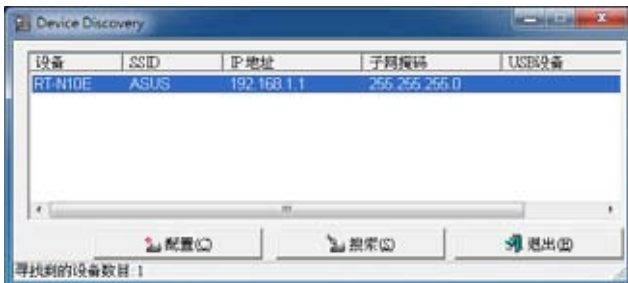 Device Discovery
设备 SSID IP地址 子网掩码 USB设备
RT-N10E ASUS 192.168.1.1 255.255.255.0
配置(C) 搜索(S) 退出(E)
寻找到的设备数目:1